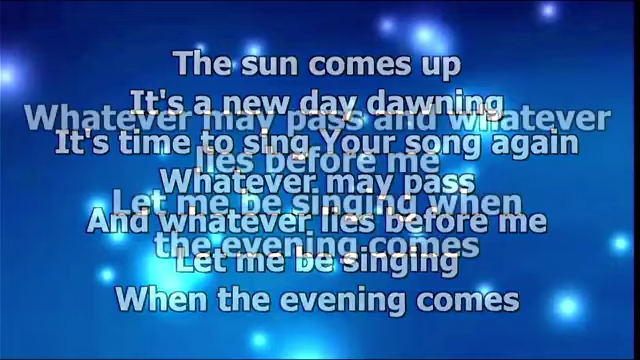 The sun comes up
It's a new day dawning
Whatever may pass and whatever
It's time to sing Your song again
lies before me
Whatever may pass
Let me be singing when
And whatever lies before me
the evening comes
Let me be singing
When the evening comes